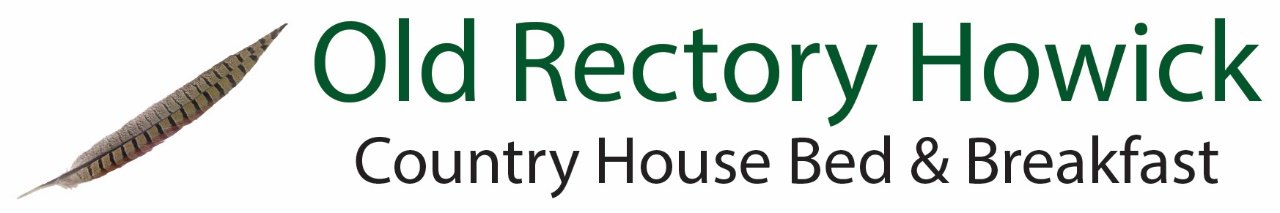 Old Rectory Howick
Country House Bed & Breakfast